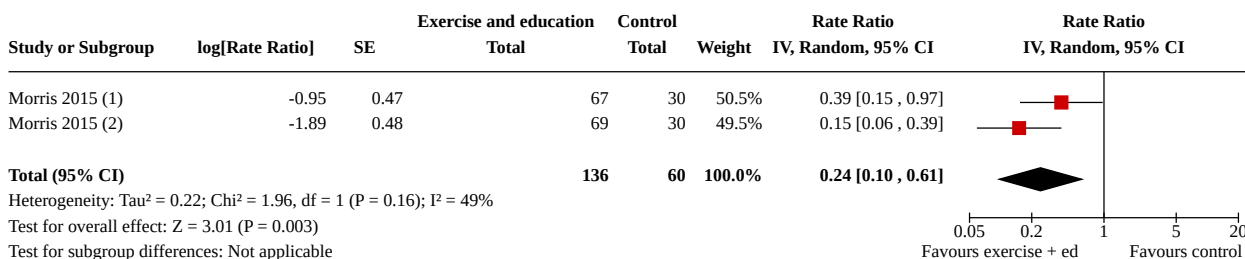 Exercise and education Control Rate Ratio Rate Ratio
Study or Subgroup log[Rate Ratio] SE Total Total Weight IV, Random, 95% CI IV, Random, 95% CI
Morris 2015 (1) -0.95 0.47 67 30 50.5% 0.39 [0.15 , 0.97]
Morris 2015 (2) -1.89 0.48 69 30 49.5% 0.15 [0.06 , 0.39]
Total (95% CI) 136 60 100.0% 0.24 [0.10 , 0.61]
Heterogeneity: Tau² = 0.22; Chi² = 1.96, df = 1 (P = 0.16); I² = 49%
Test for overall effect: Z = 3.01 (P = 0.003)
0.05 0.2 1 5 20
Test for subgroup differences: Not applicable Favours exercise + ed Favours control